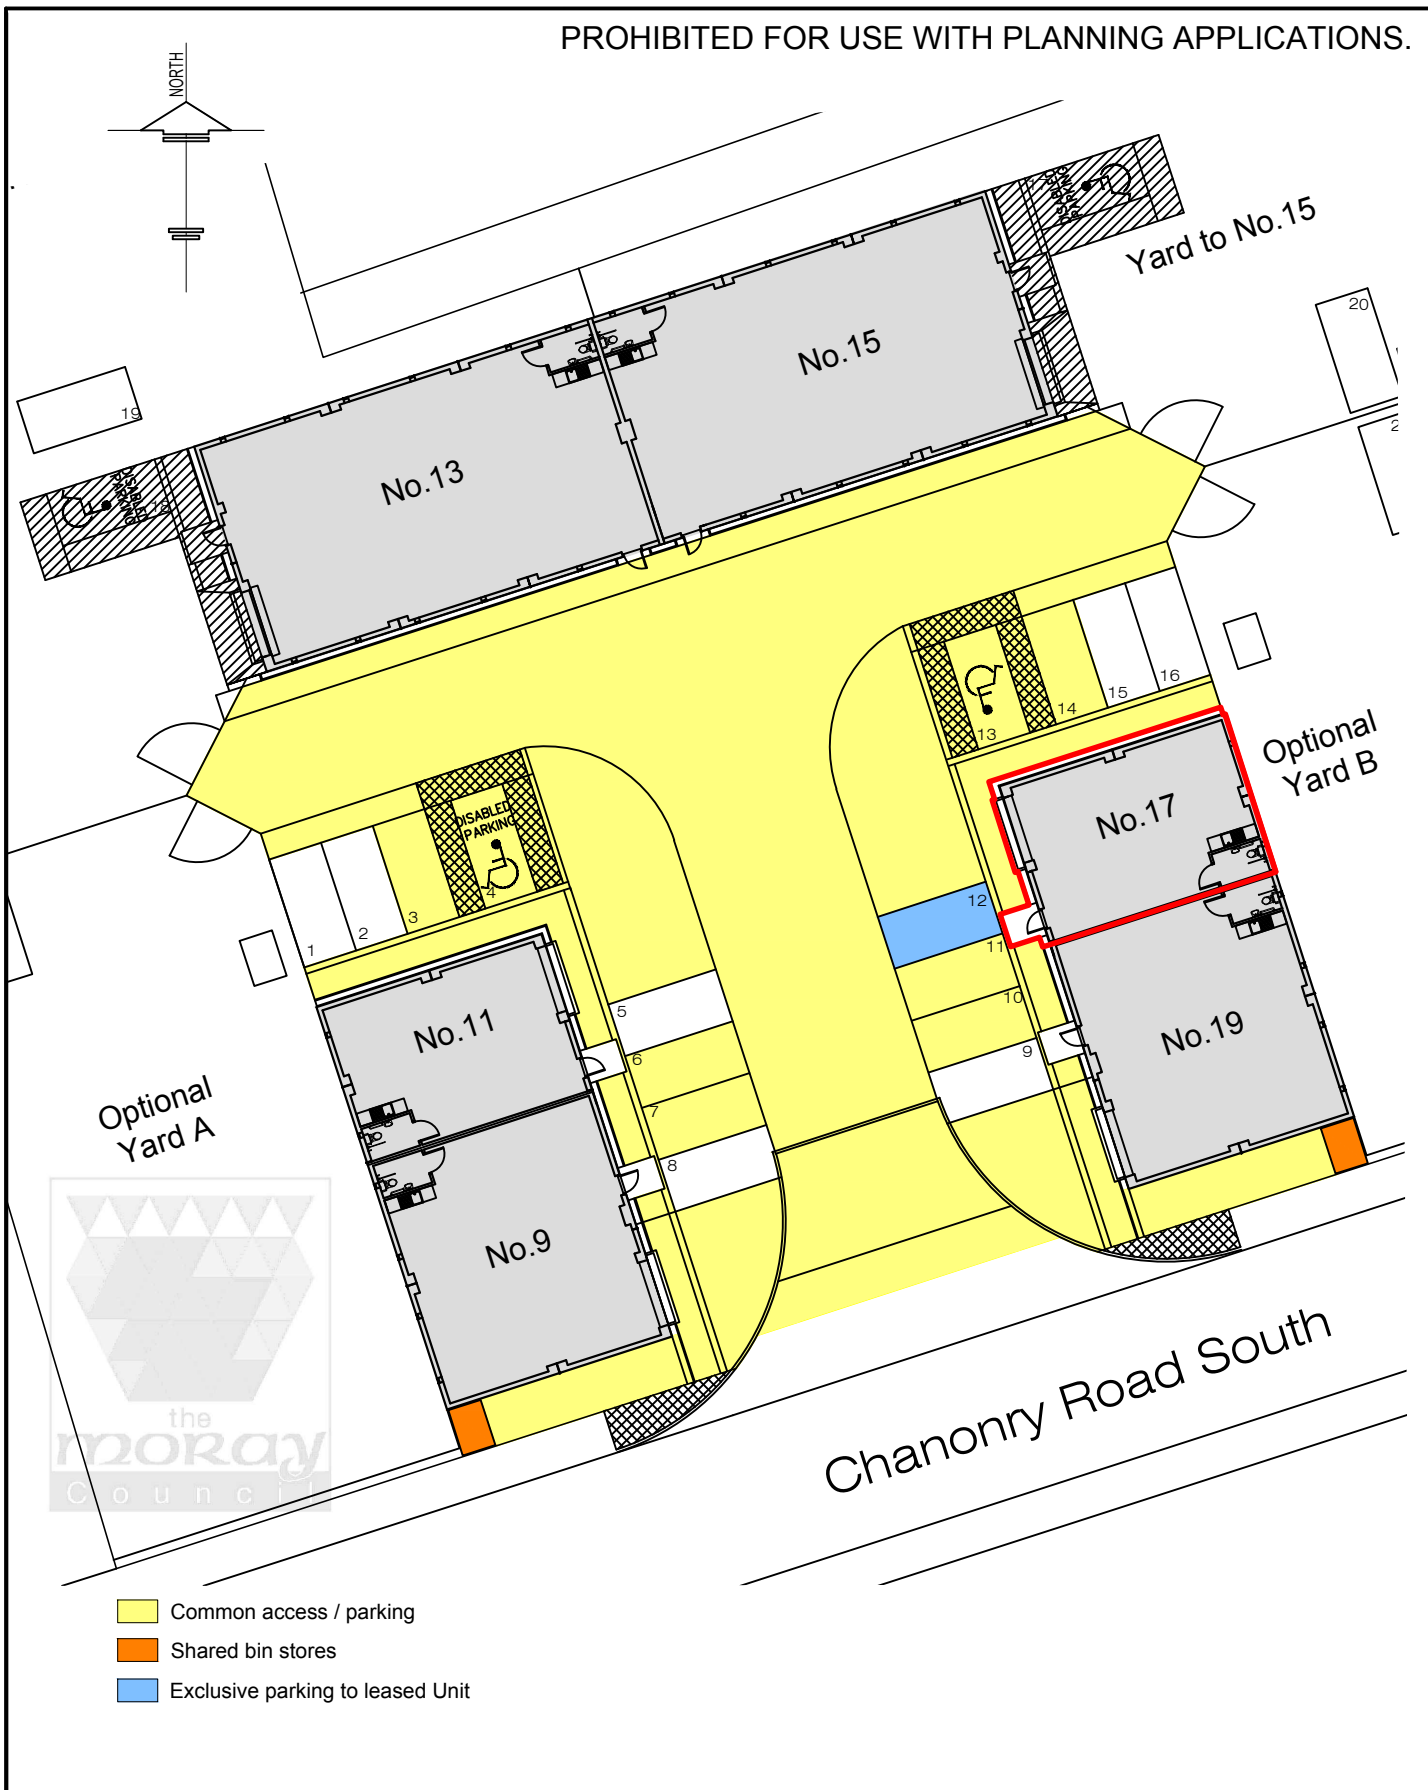 PROHIBITED FOR USE WITH PLANNING APPLICATIONS.
NORTH
17
DISABLED
PARKING
Yard to No.15
20
No.15
19
No.13
DISABLED
PARKING
18
16
15
14
13
Optional
Yard B
No.17
DISABLED
PARKING
4
3
2
1
12
11
10
9
No.11
5
6
7
8
No.19
Optional
Yard A
No.9
the
moray
Council
Chanonry Road South
Common access / parking
Shared bin stores
Exclusive parking to leased Unit